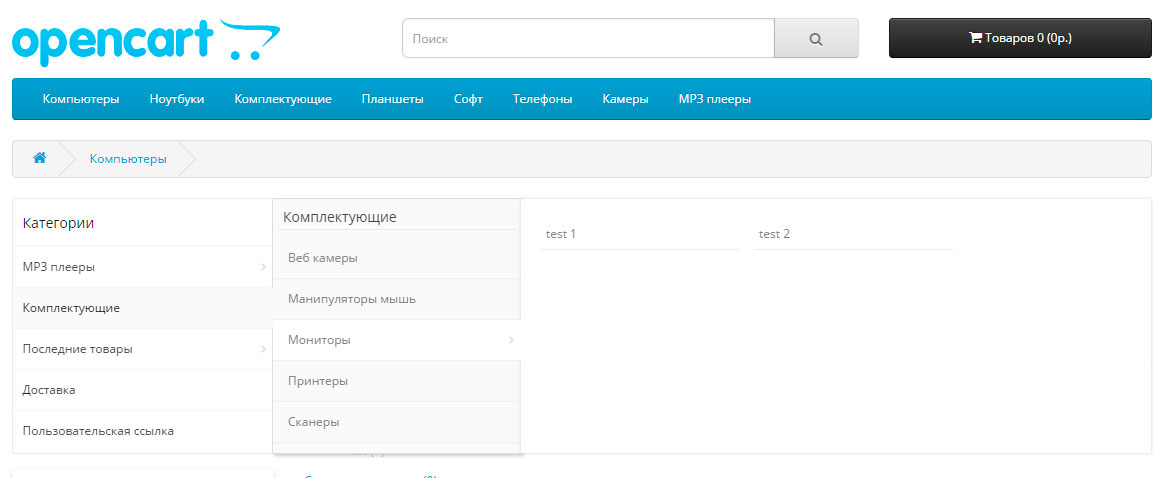 opencart
Поиск
Товаров 0 (0р.)
Компьютеры Ноутбуки Комплектующие Планшеты Софт Телефоны Камеры MP3 плееры
Компьютеры
Категории
MP3 плееры
Комплектующие
Последние товары
Доставка
Пользовательская ссылка
Комплектующие
Веб камеры
Манипуляторы мышь
Мониторы
Принтеры
Сканеры
test 1
test 2